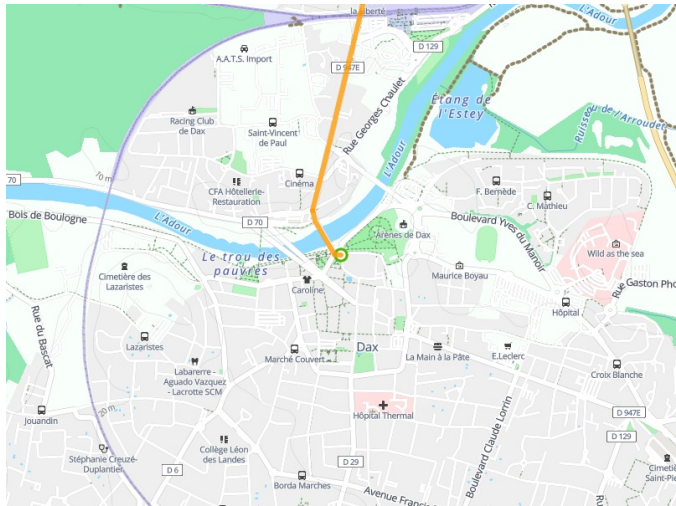 la Liberté
D 129
L'Adour
A.A.T.S. Import
D 947E
Étang de
l'Estey
Ruisseau de l'Arroudet
Racing Club
de Dax
Saint-Vincent
de Paul
Rue Georges Chaulet
L'Adour
70
70 m
Cinéma
CFA Hôtellerie-
Restauration
F. Bernède
C. Mathieu
Bois de Boulogne
L'Adour
D 70
Arènes de Dax
Boulevard Yves du Manoir
Wild as the sea
Le trou des
pauvres
Cimetière des
Lazaristes
Caroline
Maurice Boyau
Rue Gaston Pho
Hôpital
Rue du Bascat
Lazaristes
Marché Couvert
Dax
La Main à la Pâte
E.Leclerc
Labarerre -
Aguado Vazquez
- Lacrotte SCM
Croix Blanche
Jouandin
20 m
Hôpital Thermal
Boulevard Claude Lorrin
D 947E
D 129
Stéphanie Creuzé-
Duplantier
Collège Léon
des Landes
D 6
D 29
Cimeti
Saint-Pie
Borda Marches
Avenue Francis